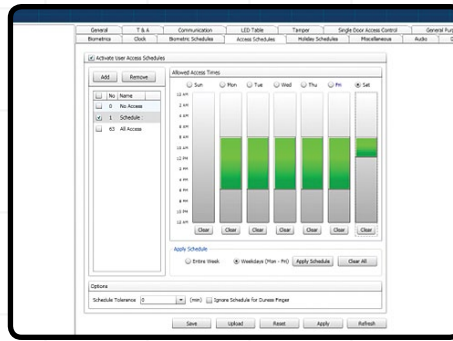 General T & A Communication LED Table Tamper Single Door Access Control General Purp
Biometrics Clock Biometric Schedules Access Schedules Holiday Schedules Miscellaneous Audio
Activate User Access Schedules
Add Remove
No Name
0 No Access
1 Schedule
63 All Access
Allowed Access Times
Sun Mon Tue Wed Thu Fri Sat
12 AM
2 AM
4 AM
6 AM
8 AM
10 AM
12 PM
2 PM
4 PM
6 PM
8 PM
10 PM
12 AM
Clear Clear Clear Clear Clear Clear Clear
Apply Schedule
Entire Week Weekdays (Mon - Fri) Apply Schedule Clear All
Options
Schedule Tolerance 0 (min) Ignore Schedule for Duress Finger
Save Upload Reset Apply Refresh